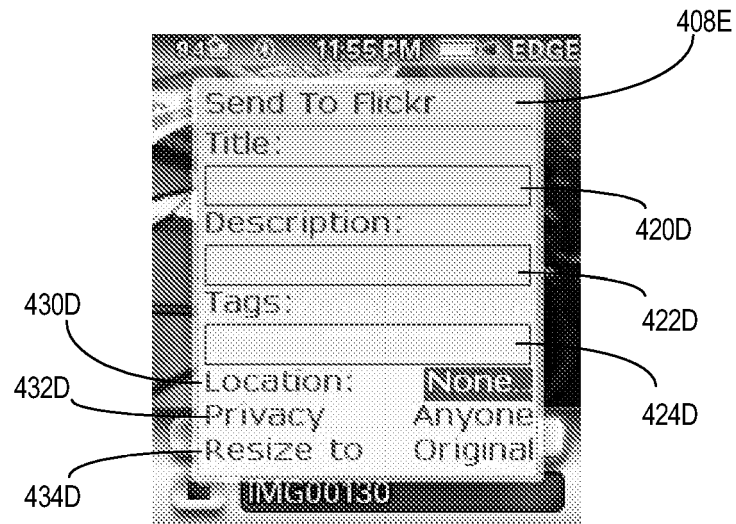 408E
11:55 PM EDGE
Send To Flickr
Title:
420D
Description:
422D
Tags:
430D
424D
Location: None
432D
Privacy Anyone
Resize to Original
434D
IMG00130